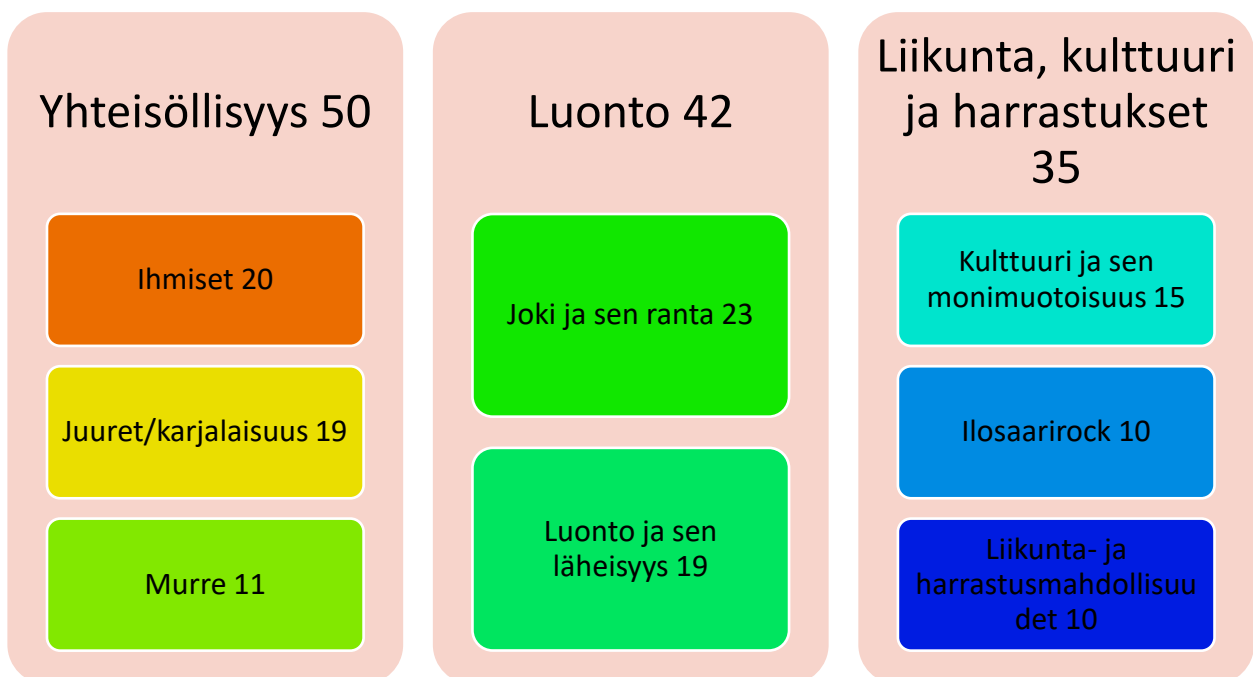 Yhteisöllisyys 50
Ihmiset 20
Juuret/karjalaisuus 19
Murre 11
Luonto 42
Joki ja sen ranta 23
Luonto ja sen
läheisyys 19
Liikunta, kulttuuri
ja harrastukset
35
Kulttuuri ja sen
monimuotoisuus 15
Ilosaarirock 10
Liikunta- ja
harrastusmahdollisuu
det 10